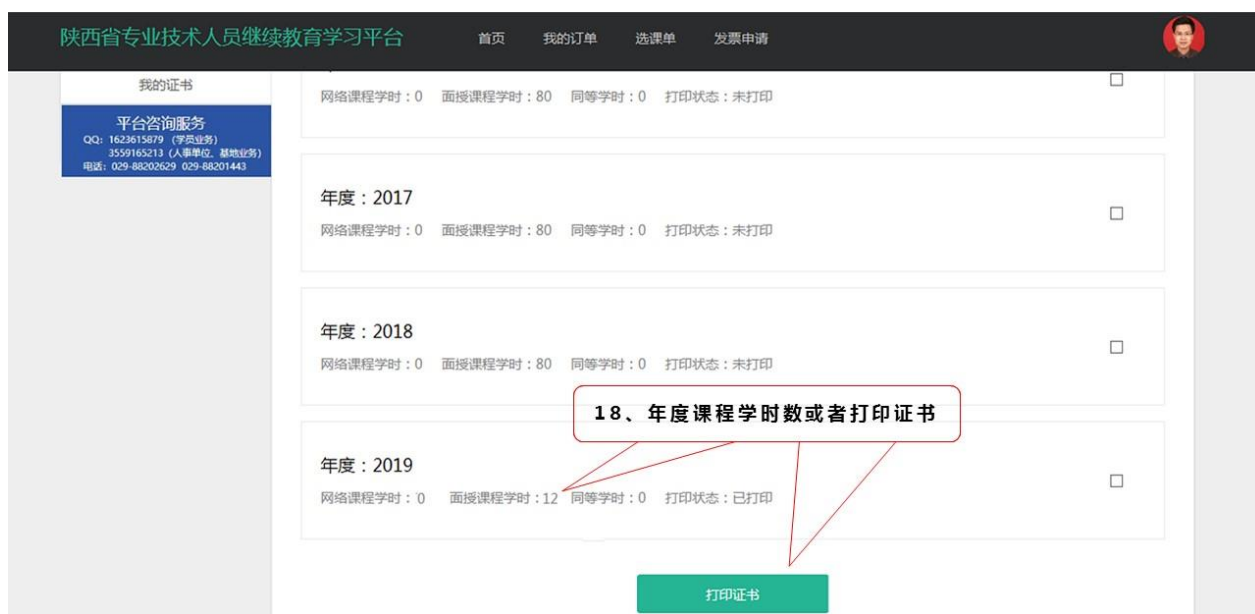 陕西省专业技术人员继续教育学习平台 首页 我的订单 选课单 发票申请
我的证书
平台咨询服务
QQ: 1623615879 (学员业务)
3559165213 (人事单位、基地业务)
电话: 029-88202629 029-88201443
网络课程学时：0 面授课程学时：80 同等学时：0 打印状态：未打印
年度：2017
网络课程学时：0 面授课程学时：80 同等学时：0 打印状态：未打印
年度：2018
网络课程学时：0 面授课程学时：80 同等学时：0 打印状态：未打印
18、年度课程学时数或者打印证书
年度：2019
网络课程学时：0 面授课程学时：12 同等学时：0 打印状态：已打印
打印证书